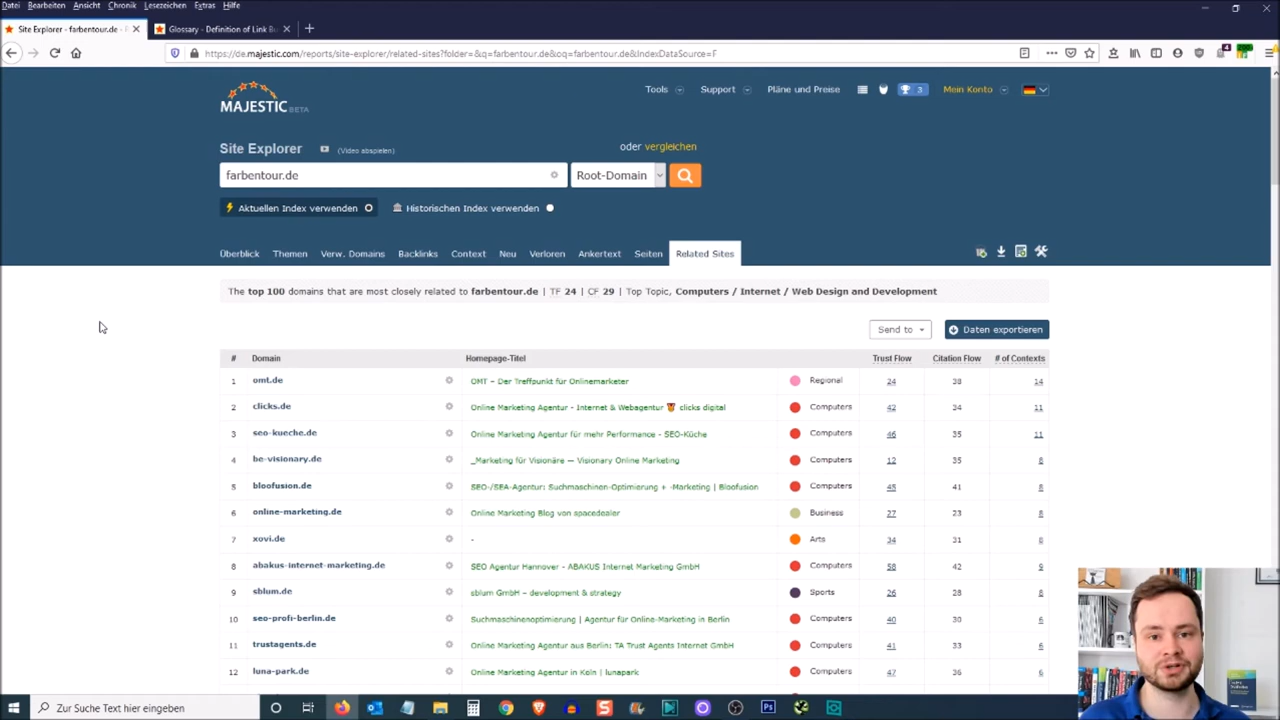 Datei Bearbeiten Ansicht Chronik Lesezeichen Extras Hilfe
Site Explorer - farbentour.de - R
Glossary - Definition of Link Bu
https://de.majestic.com/reports/site-explorer/related-sites?folder=&q=farbentour.de&oq=farbentour.de&IndexDataSource=F
MAJESTIC BETA
Tools Support Pläne und Preise 3 Mein Konto
Site Explorer (Video abspielen) oder vergleichen
farbentour.de Root-Domain
Aktuellen Index verwenden Historischen Index verwenden
Überblick Themen Verw. Domains Backlinks Context Neu Verloren Ankertext Seiten Related Sites
The top 100 domains that are most closely related to farbentour.de | TF 24 | CF 29 | Top Topic, Computers / Internet / Web Design and Development
Send to Daten exportieren
# Domain Homepage-Titel Trust Flow Citation Flow # of Contexts
1 omt.de OMT – Der Treffpunkt für Onlinemarketer Regional 24 38 14
2 clicks.de Online Marketing Agentur - Internet & Webagentur clicks digital Computers 42 34 11
3 seo-kueche.de Online Marketing Agentur für mehr Performance - SEO-Küche Computers 46 35 11
4 be-visionary.de _Marketing für Visionäre — Visionary Online Marketing Computers 12 35 8
5 bloofusion.de SEO-/SEA-Agentur: Suchmaschinen-Optimierung + -Marketing | Bloofusion Computers 45 41 8
6 online-marketing.de Online Marketing Blog von spacedealer Business 27 23 8
7 xovi.de - Arts 34 31 8
8 abakus-internet-marketing.de SEO Agentur Hannover - ABAKUS Internet Marketing GmbH Computers 58 42 9
9 sblum.de sblum GmbH – development & strategy Sports 26 28 8
10 seo-profi-berlin.de Suchmaschinenoptimierung | Agentur für Online-Marketing in Berlin Computers 40 30 6
11 trustagents.de Online Marketing Agentur aus Berlin: TA Trust Agents Internet GmbH Computers 41 33 6
12 luna-park.de Online Marketing Agentur in Köln | lunapark Computers 47 36 6
Zur Suche Text hier eingeben